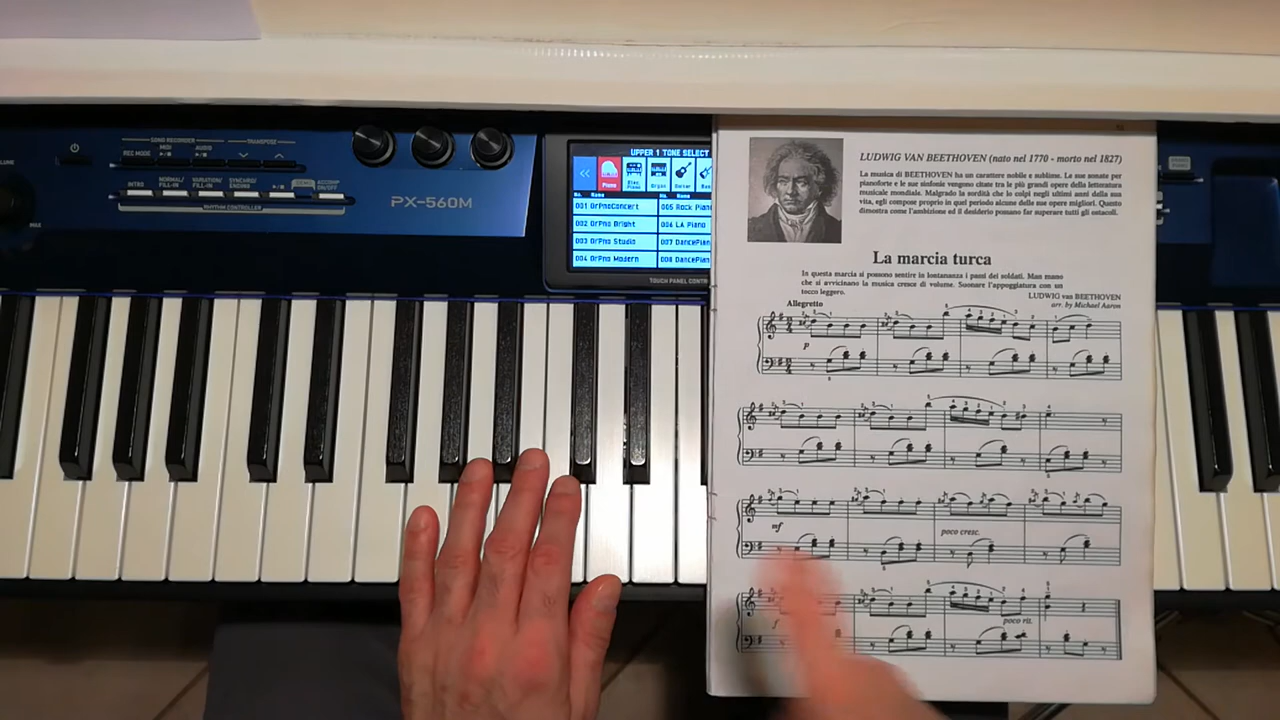 SONG RECORDER
TRANSPOSE
MIDI
AUDIO
REC MODE
INTRO
NORMAL/
FILL-IN
VARIATION/
FILL-IN
SYNCHRO/
ENDING
ACCOMP
ON/OFF
RHYTHM CONTROLLER
MAX
PX-560M
UPPER 1 TONE SELECT
Piano
Elec.
Piano
Organ
Guitar
No. Name
No. Name
001 GrPnoConcert
005 Rock Pian
002 GrPno Bright
006 LA Piano
003 GrPno Studio
007 DancePian
004 GrPno Modern
008 DancePian
TOUCH PANEL CONTR
LUDWIG VAN BEETHOVEN (nato nel 1770 - morto nel 1827)
La musica di BEETHOVEN ha un carattere nobile e sublime. Le sue sonate per
pianoforte e le sue sinfonie vengono citate tra le più grandi opere della letteratura
musicale mondiale. Malgrado la sordità che lo colpì negli ultimi anni della sua
vita, egli compose proprio in quel periodo alcune delle sue opere migliori. Questo
dimostra come l'ambizione ed il desiderio possano far superare tutti gli ostacoli.
La marcia turca
In questa marcia si possono sentire in lontananza i passi dei soldati. Man mano
che si avvicinano la musica cresce di volume. Suonare l'appoggiatura con un
tocco leggero.
LUDWIG van BEETHOVEN
arr. by Michael Aaron
Allegretto
p
mf
poco cresc.
f
poco rit.